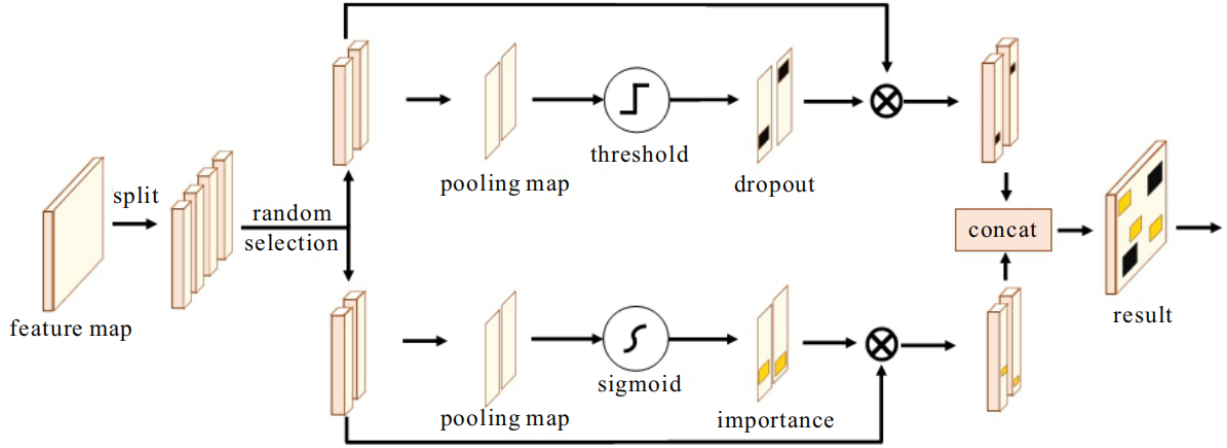 threshold
pooling map
dropout
split
random
selection
concat
feature map
result
sigmoid
pooling map
importance